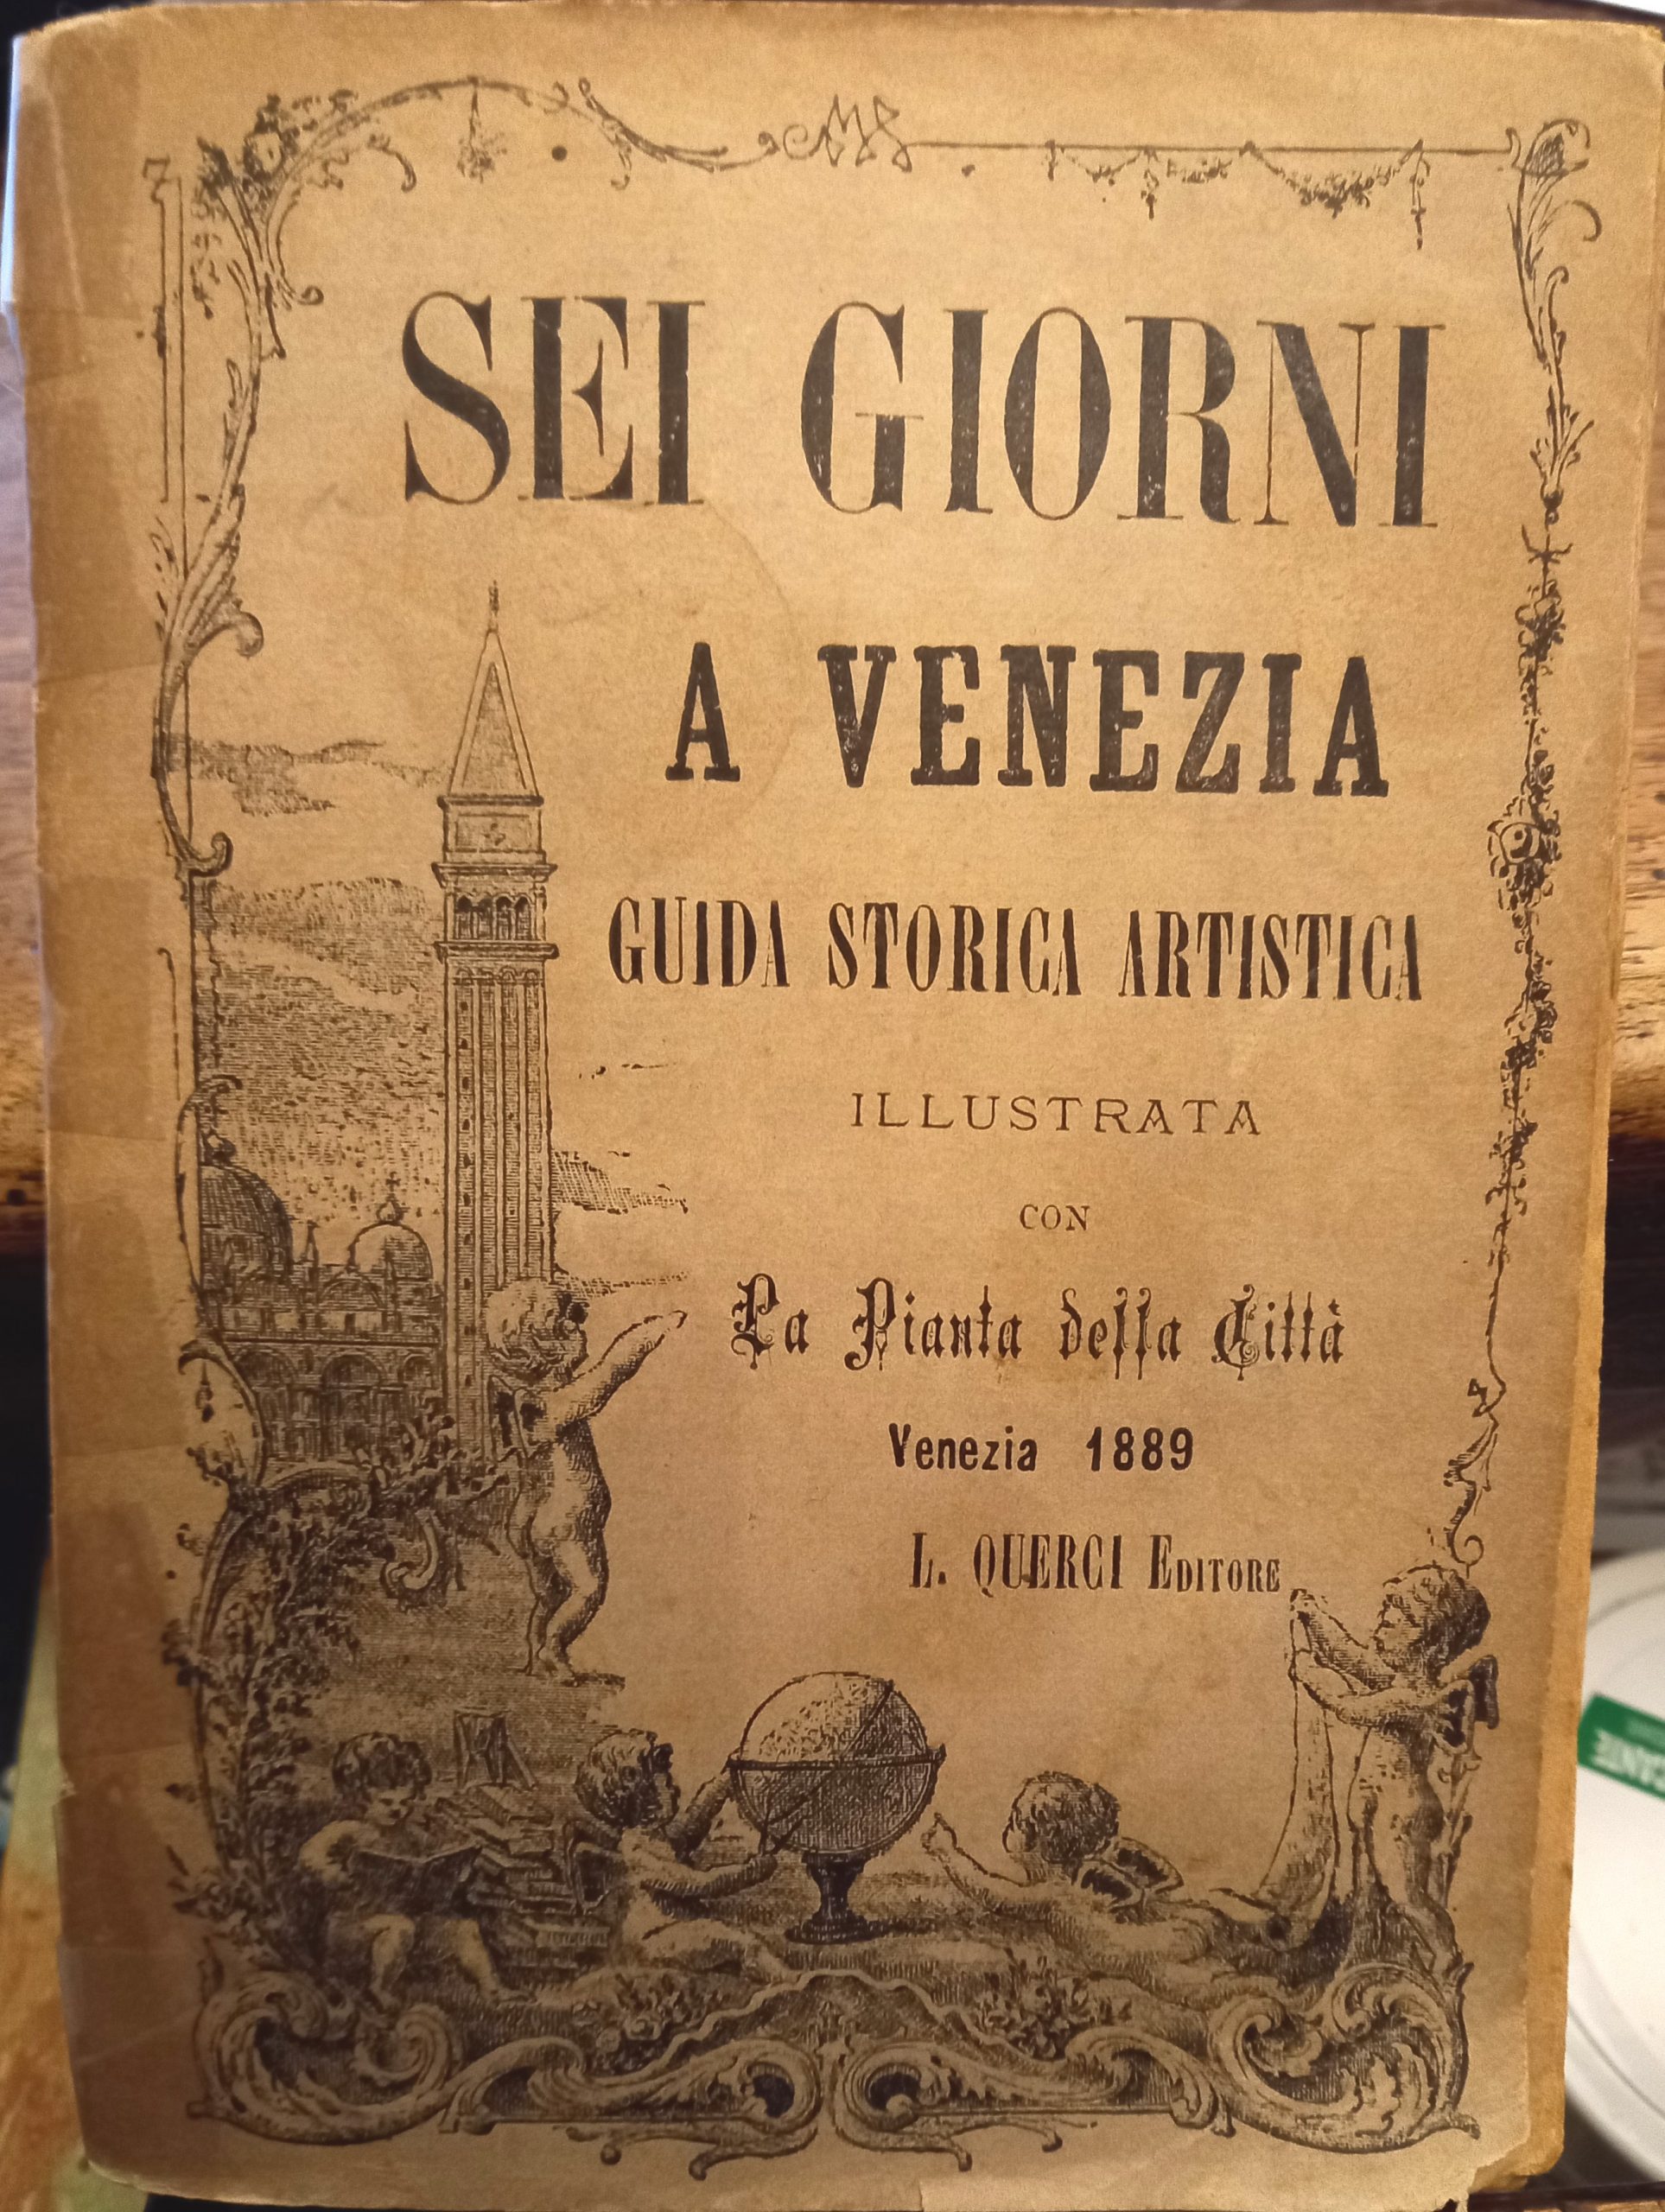 SEI GIORNI
A VENEZIA
GUIDA STORICA ARTISTICA
ILLUSTRATA
CON
La Pianta della Città
Venezia 1889
L. QUERCI EDITORE